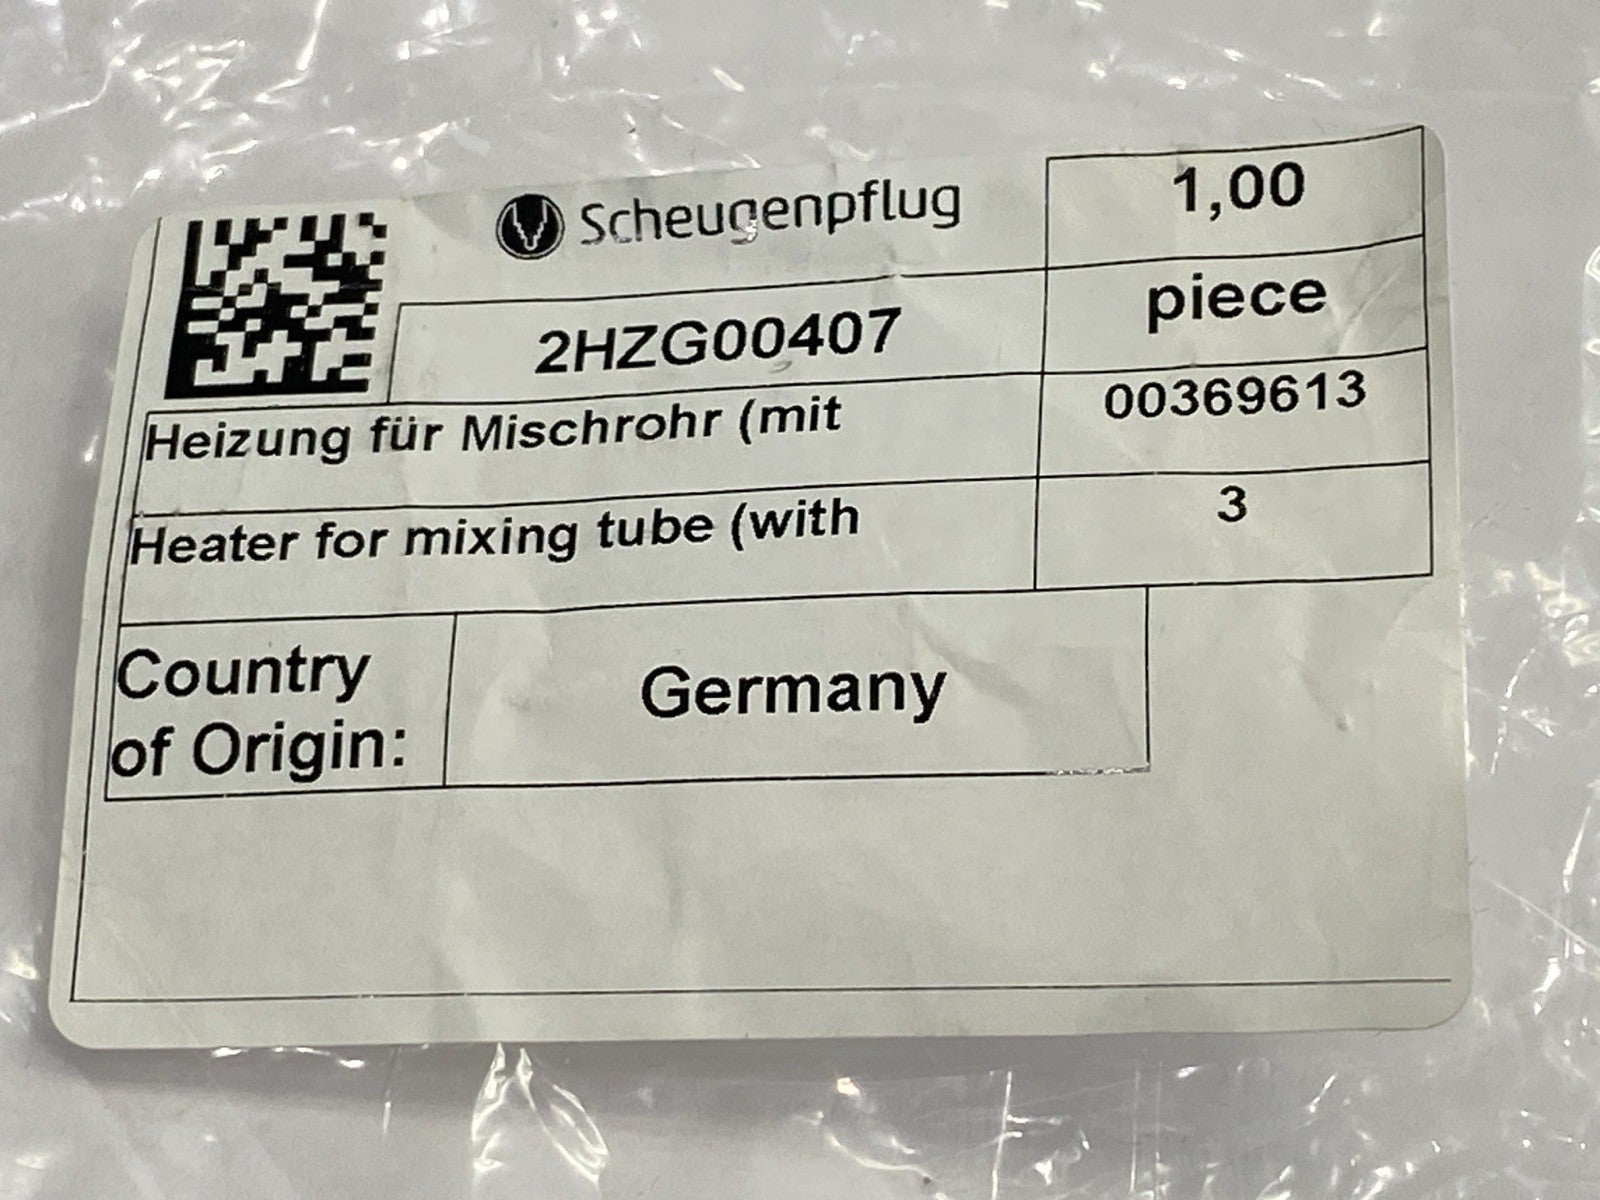 Scheugenpflug
1,00
2HZG00407
piece
Heizung für Mischrohr (mit
00369613
Heater for mixing tube (with
3
Country
of Origin:
Germany